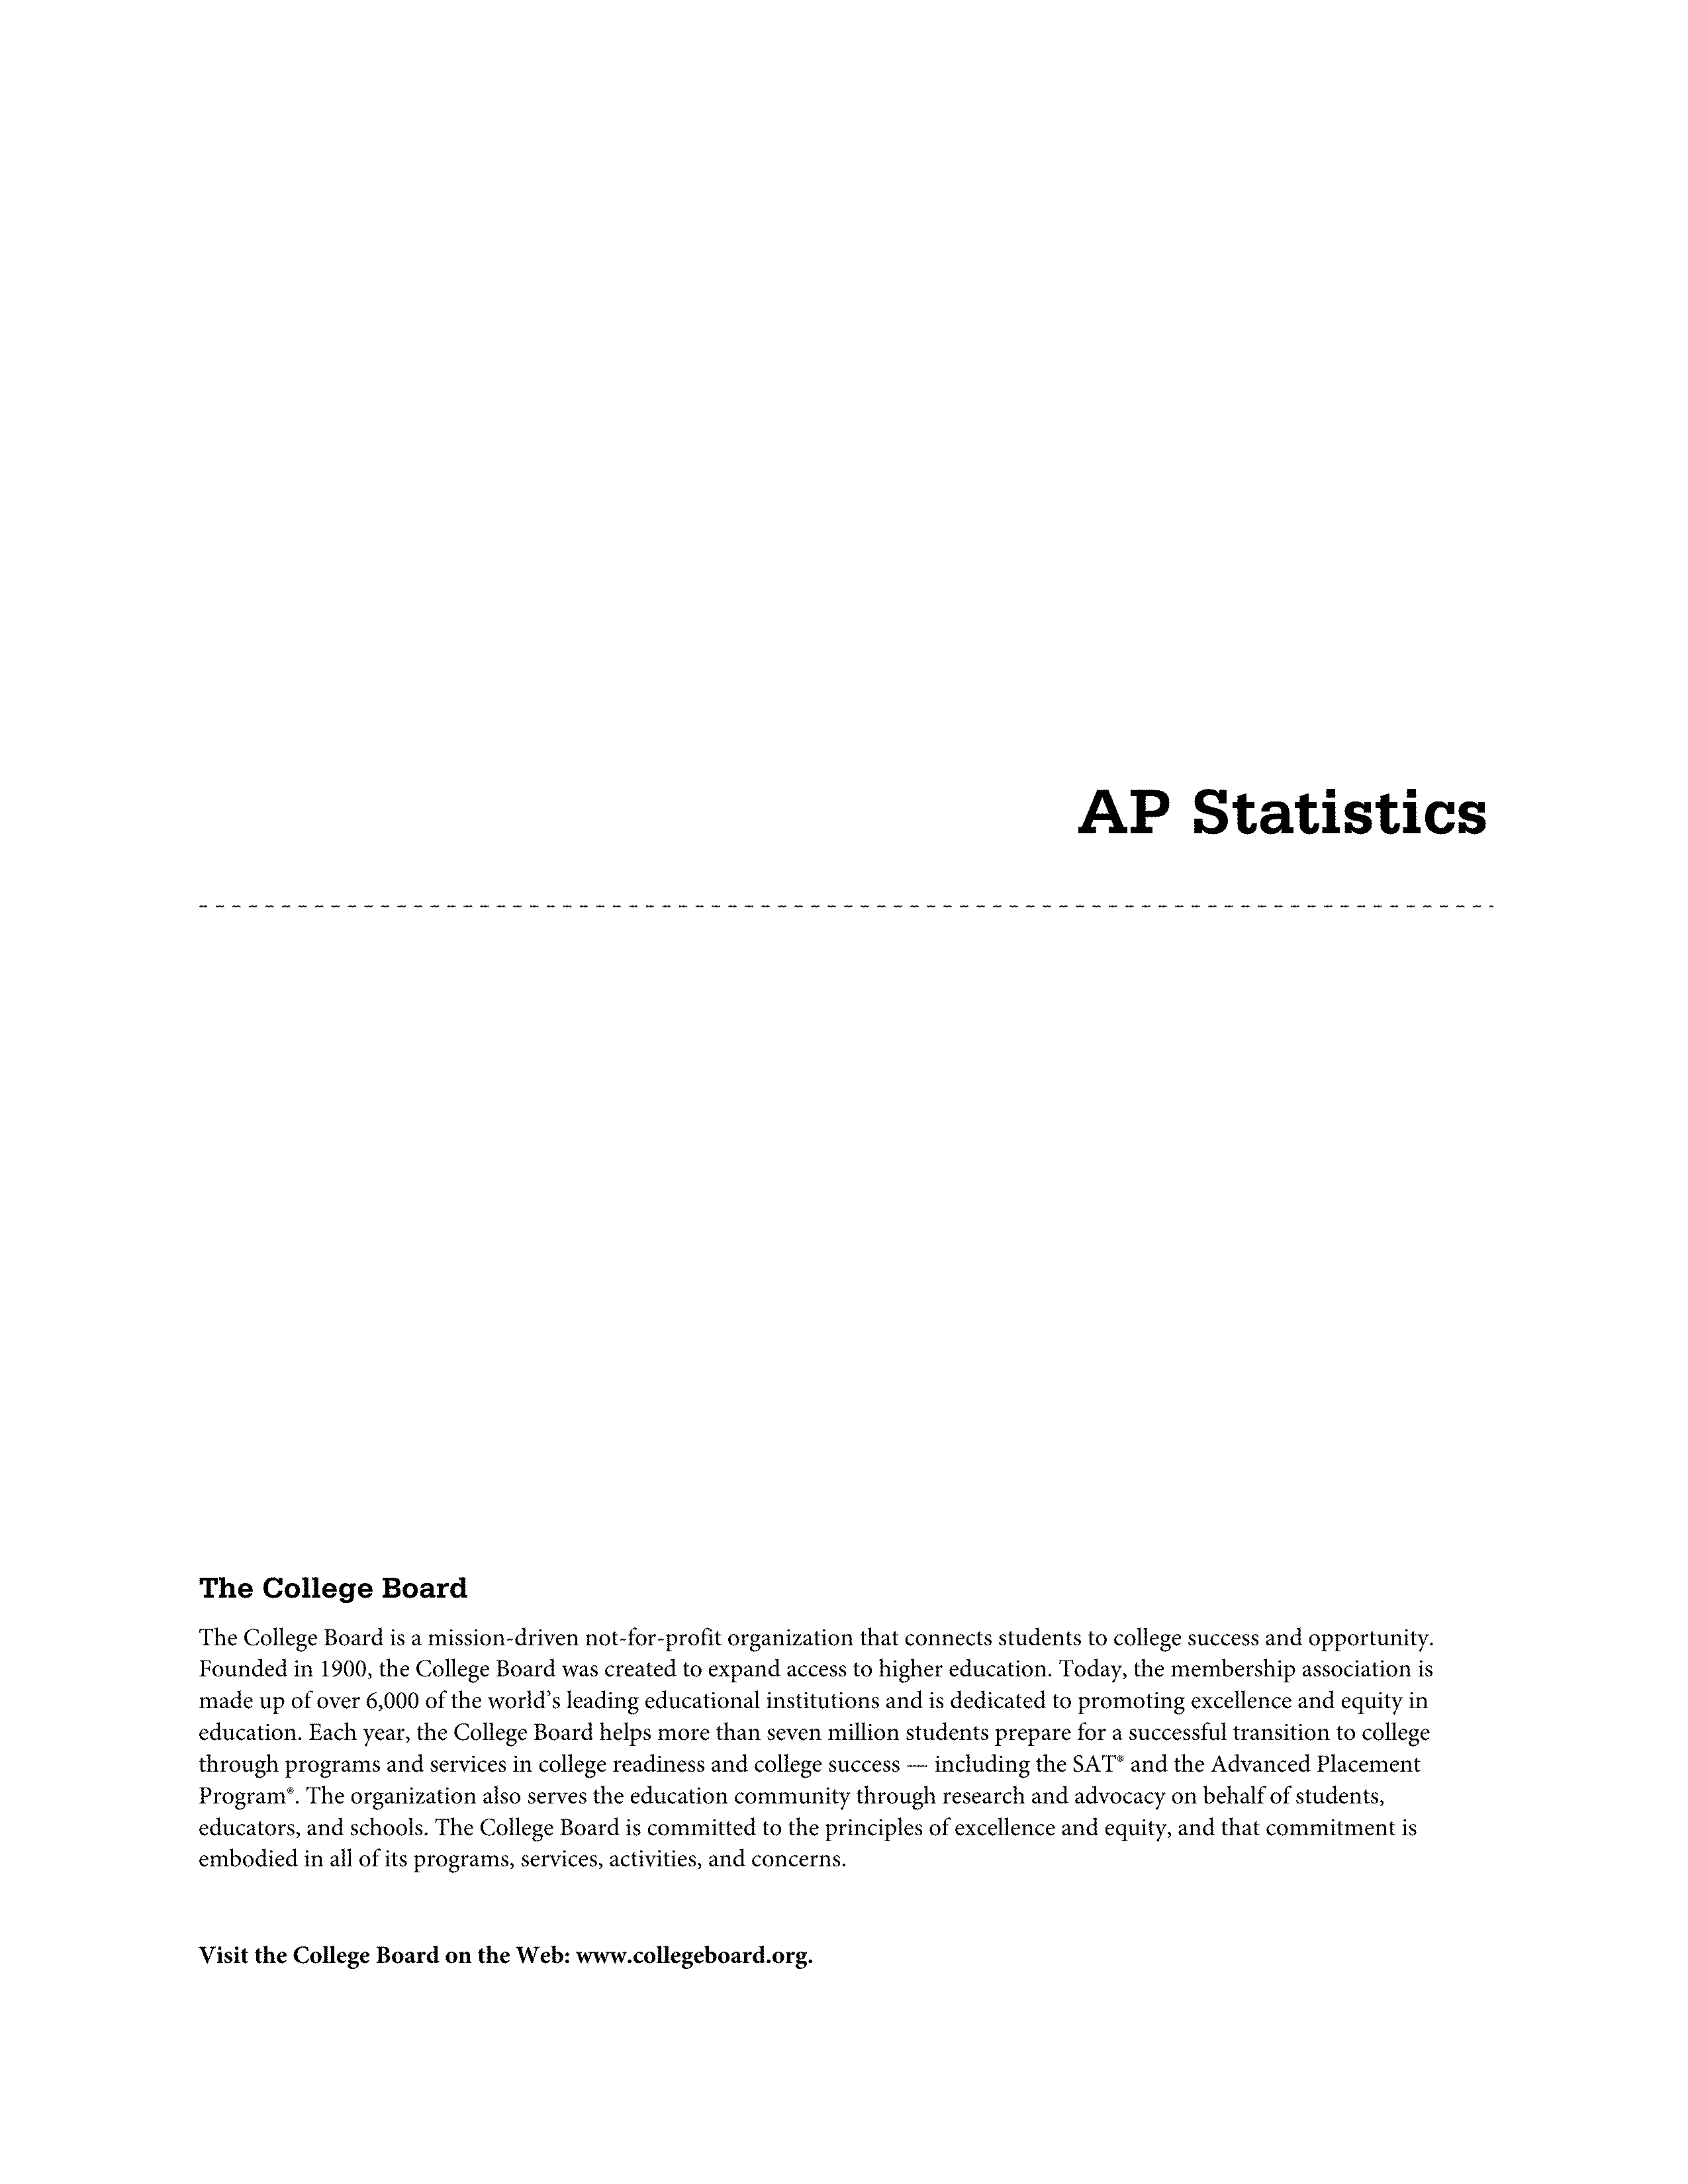 AP Statistics
The College Board
The College Board is a mission-driven not-for-profit organization that connects students to college success and opportunity.
Founded in 1900, the College Board was created to expand access to higher education. Today, the membership association is
made up of over 6,000 of the world’s leading educational institutions and is dedicated to promoting excellence and equity in
education. Each year, the College Board helps more than seven million students prepare for a successful transition to college
through programs and services in college readiness and college success — including the SAT® and the Advanced Placement
Program®. The organization also serves the education community through research and advocacy on behalf of students,
educators, and schools. The College Board is committed to the principles of excellence and equity, and that commitment is
embodied in all of its programs, services, activities, and concerns.
Visit the College Board on the Web: www.collegeboard.org.